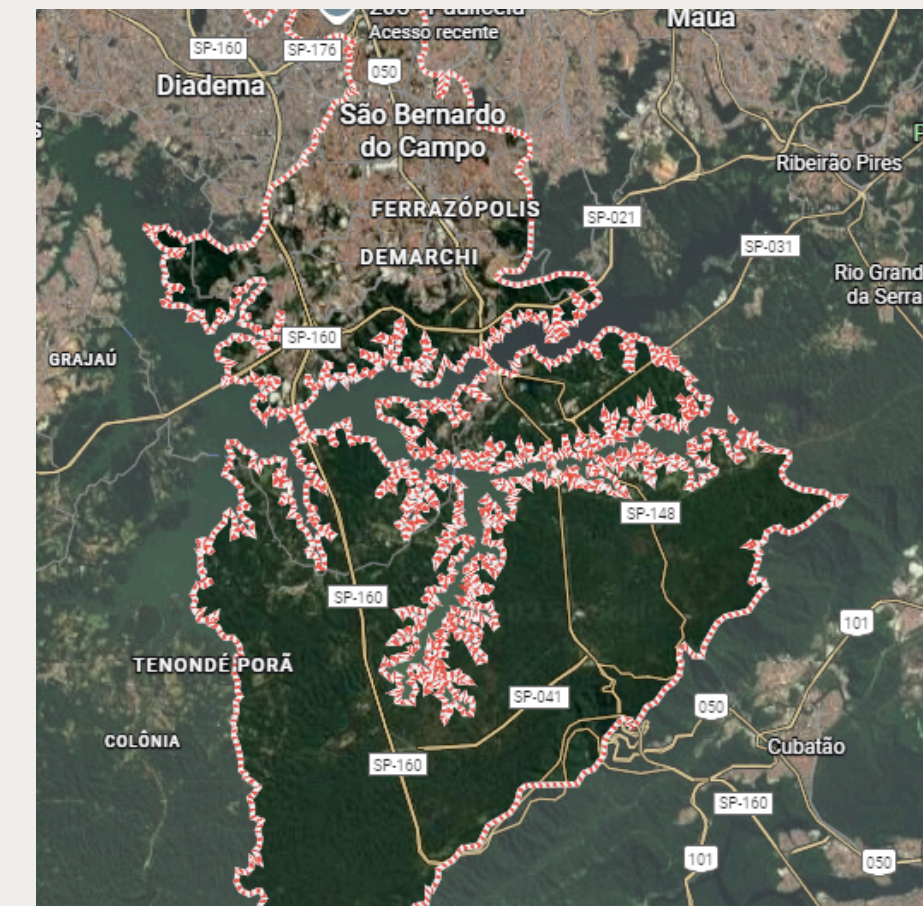 Mauá
Acesso recente
SP-160
SP-176
050
Diadema
São Bernardo
do Campo
Ribeirão Pires
FERRAZÓPOLIS
SP-021
SP-031
DEMARCHI
Rio Grand
da Serra
SP-160
GRAJAÚ
SP-148
SP-160
101
TENONDÉ PORÃ
SP-041
050
COLÔNIA
Cubatão
SP-160
SP-160
101
050